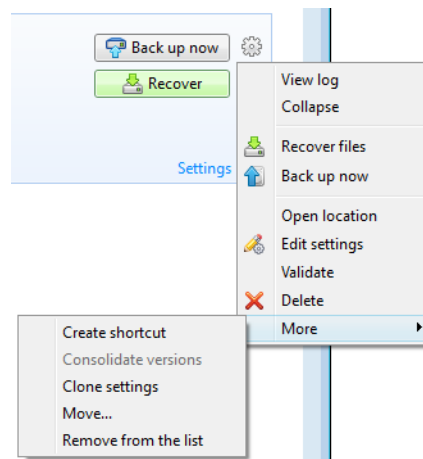 Back up now
Recover
Settings
View log
Collapse
Recover files
Back up now
Open location
Edit settings
Validate
Delete
More
Create shortcut
Consolidate versions
Clone settings
Move...
Remove from the list